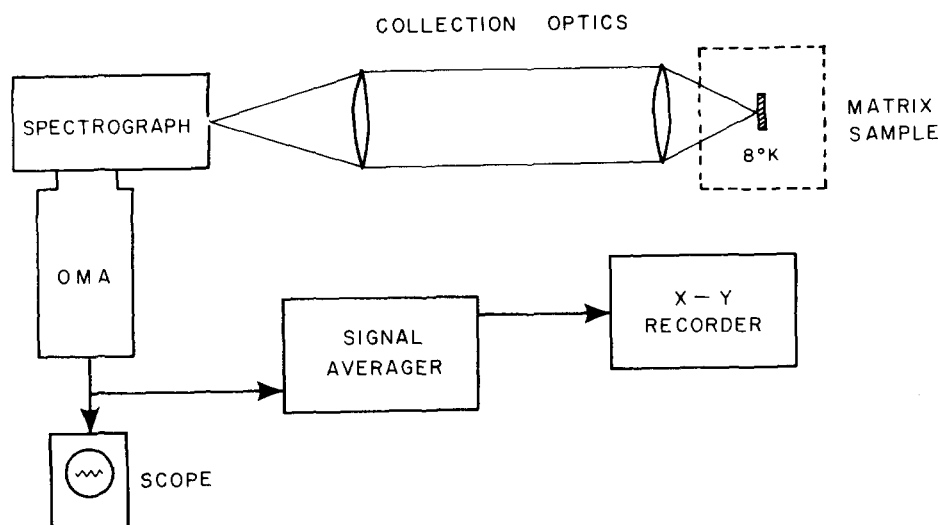 COLLECTION OPTICS
SPECTROGRAPH
MATRIX
SAMPLE
8°K
OMA
X-Y
RECORDER
SIGNAL
AVERAGER
SCOPE